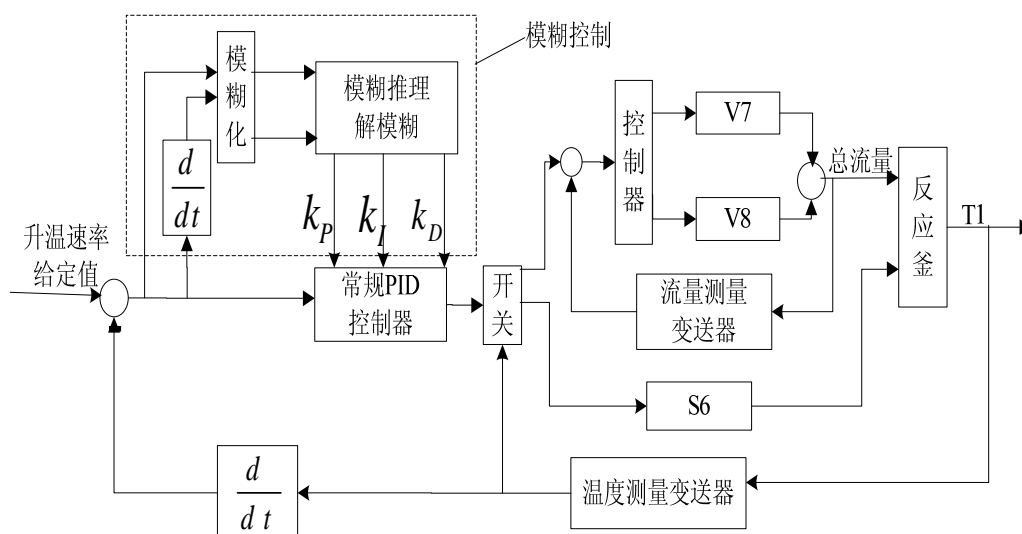 模糊控制
模
糊
化
模糊推理
解模糊
d
dt
k_P
k_I
k_D
升温速率
给定值
常规PID
控制器
开
关
控
制
器
V7
V8
总流量
流量测量
变送器
反
应
釜
T1
S6
d
dt
温度测量变送器